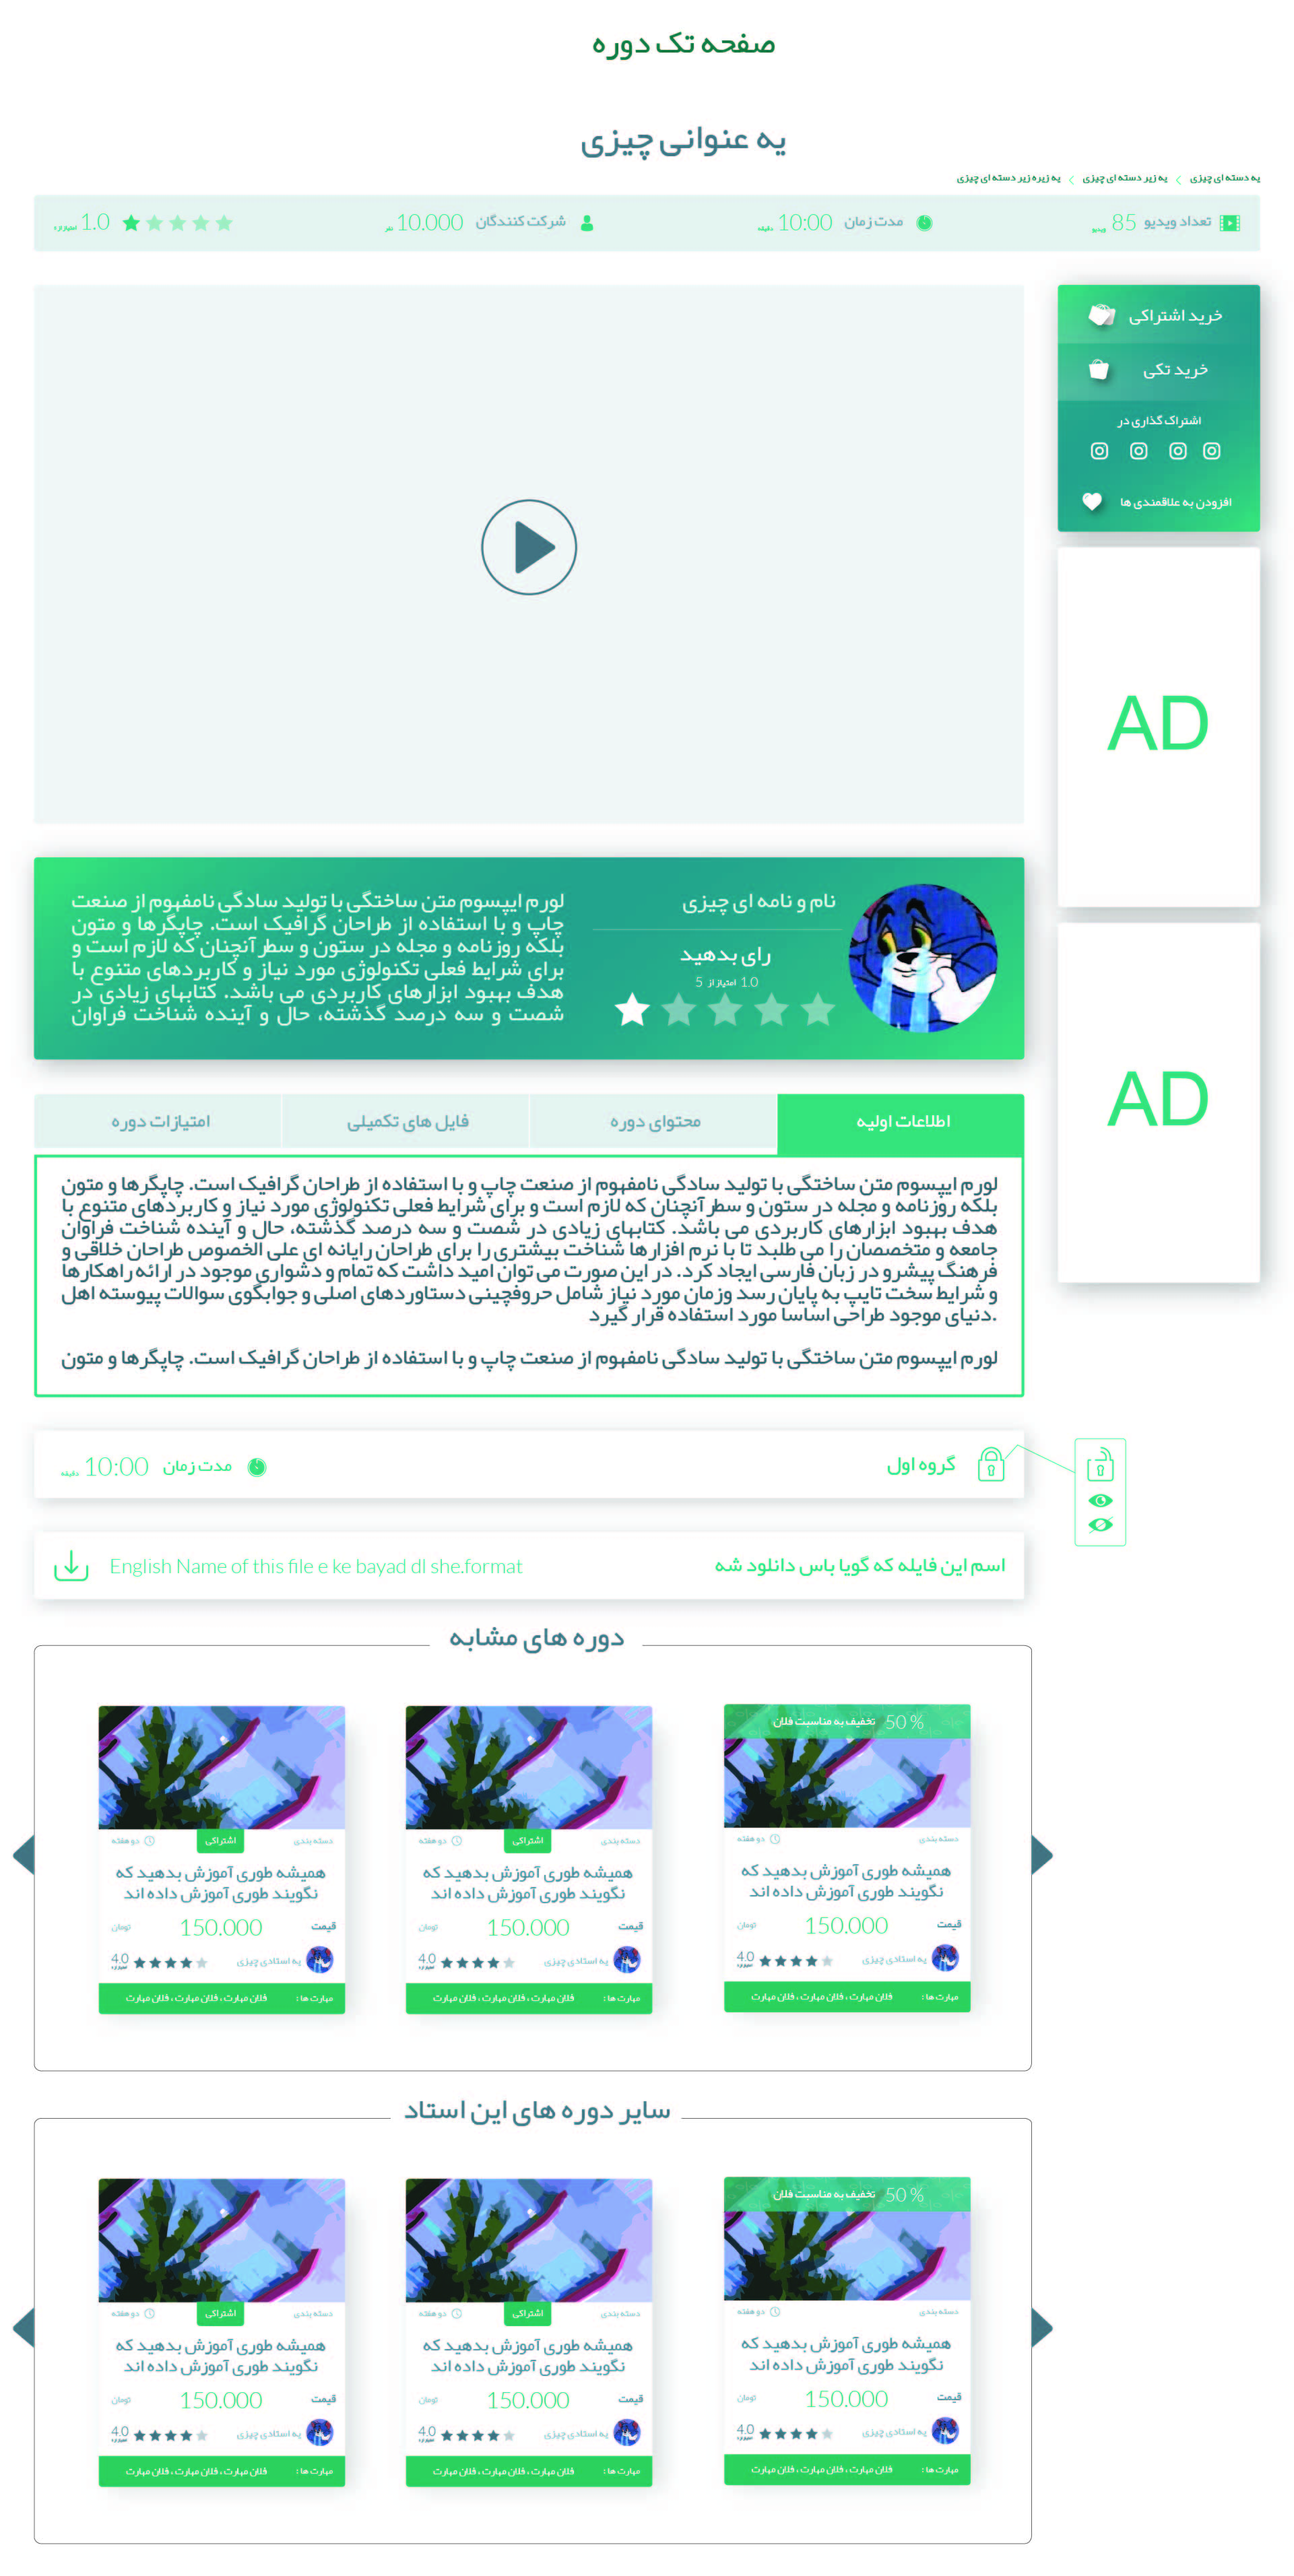 صفحه تک دوره
یه عنوانی چیزی
یه دسته ای چیزی > یه زیر دسته ای چیزی > یه زیره زیر دسته ای چیزی
تعداد ویدیو 85 ویدیو
مدت زمان 10:00 دقیقه
شرکت کنندگان 10.000 نفر
1.0 امتیاز از 5
خرید اشتراکی
خرید تکی
اشتراک گذاری در
افزودن به علاقمندی ها
AD
AD
نام و نامه ای چیزی
رای بدهید
1.0 امتیاز از 5
لورم ایپسوم متن ساختگی با تولید سادگی نامفهوم از صنعت
چاپ و با استفاده از طراحان گرافیک است. چاپگرها و متون
بلکه روزنامه و مجله در ستون و سطرآنچنان که لازم است و
برای شرایط فعلی تکنولوژی مورد نیاز و کاربردهای متنوع با
هدف بهبود ابزارهای کاربردی می باشد. کتابهای زیادی در
شصت و سه درصد گذشته، حال و آینده شناخت فراوان
اطلاعات اولیه
محتوای دوره
فایل های تکمیلی
امتیازات دوره
لورم ایپسوم متن ساختگی با تولید سادگی نامفهوم از صنعت چاپ و با استفاده از طراحان گرافیک است. چاپگرها و متون
بلکه روزنامه و مجله در ستون و سطرآنچنان که لازم است و برای شرایط فعلی تکنولوژی مورد نیاز و کاربردهای متنوع با
هدف بهبود ابزارهای کاربردی می باشد. کتابهای زیادی در شصت و سه درصد گذشته، حال و آینده شناخت فراوان
جامعه و متخصصان را می طلبد تا با نرم افزارها شناخت بیشتری را برای طراحان رایانه ای علی الخصوص طراحان خلاقی و
فرهنگ پیشرو در زبان فارسی ایجاد کرد. در این صورت می توان امید داشت که تمام و دشواری موجود در ارائه راهکارها
و شرایط سخت تایپ به پایان رسد وزمان مورد نیاز شامل حروفچینی دستاوردهای اصلی و جوابگوی سوالات پیوسته اهل
.دنیای موجود طراحی اساسا مورد استفاده قرار گیرد
لورم ایپسوم متن ساختگی با تولید سادگی نامفهوم از صنعت چاپ و با استفاده از طراحان گرافیک است. چاپگرها و متون
گروه اول
مدت زمان 10:00 دقیقه
اسم این فایله که گویا باس دانلود شه
English Name of this file e ke bayad dl she.format
دوره های مشابه
50 % تخفیف به مناسبت فلان
دسته بندی
دو هفته
همیشه طوری آموزش بدهید که
نگویند طوری آموزش داده اند
قیمت 150.000 تومان
یه استادی چیزی
4.0
مهارت ها : فلان مهارت ، فلان مهارت ، فلان مهارت
دسته بندی
اشتراکی
دو هفته
همیشه طوری آموزش بدهید که
نگویند طوری آموزش داده اند
قیمت 150.000 تومان
یه استادی چیزی
4.0
مهارت ها : فلان مهارت ، فلان مهارت ، فلان مهارت
دسته بندی
اشتراکی
دو هفته
همیشه طوری آموزش بدهید که
نگویند طوری آموزش داده اند
قیمت 150.000 تومان
یه استادی چیزی
4.0
مهارت ها : فلان مهارت ، فلان مهارت ، فلان مهارت
سایر دوره های این استاد
50 % تخفیف به مناسبت فلان
دسته بندی
دو هفته
همیشه طوری آموزش بدهید که
نگویند طوری آموزش داده اند
قیمت 150.000 تومان
یه استادی چیزی
4.0
مهارت ها : فلان مهارت ، فلان مهارت ، فلان مهارت
دسته بندی
اشتراکی
دو هفته
همیشه طوری آموزش بدهید که
نگویند طوری آموزش داده اند
قیمت 150.000 تومان
یه استادی چیزی
4.0
مهارت ها : فلان مهارت ، فلان مهارت ، فلان مهارت
دسته بندی
اشتراکی
دو هفته
همیشه طوری آموزش بدهید که
نگویند طوری آموزش داده اند
قیمت 150.000 تومان
یه استادی چیزی
4.0
مهارت ها : فلان مهارت ، فلان مهارت ، فلان مهارت